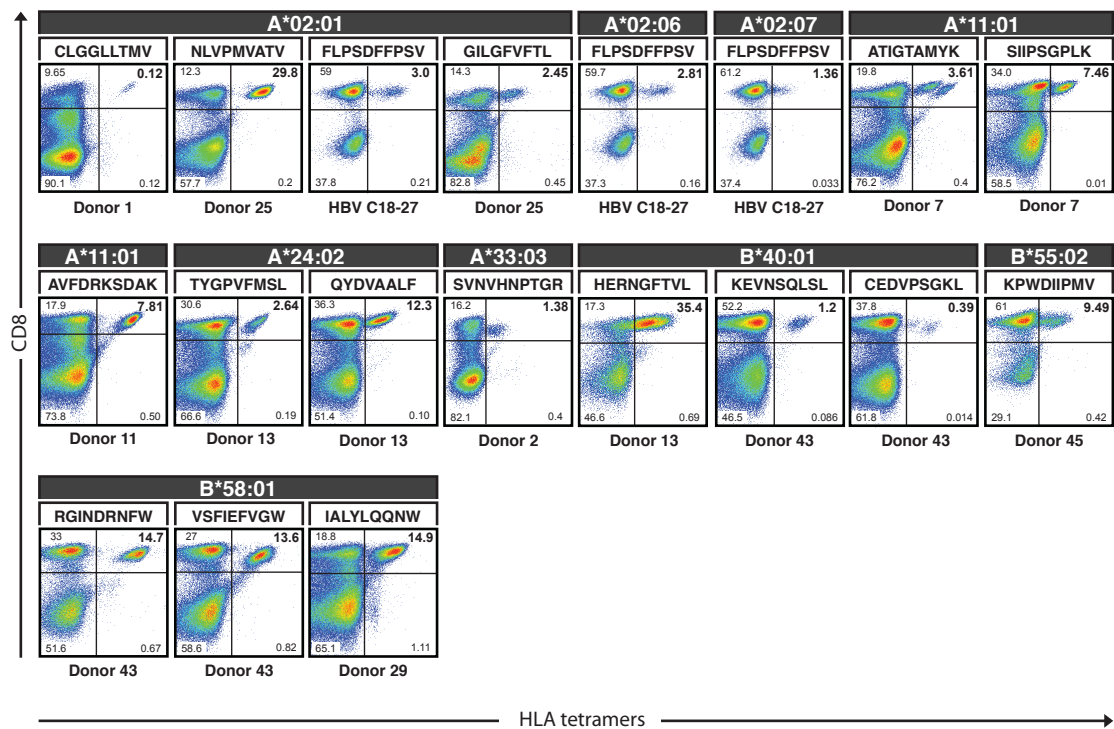 A*02:01 A*02:06 A*02:07 A*11:01
CLGGLLTMV NLVPMVATV FLPSDFFPSV GILGFVFTL FLPSDFFPSV FLPSDFFPSV ATIGTAMYK SIIPSGPLK
9.65 0.12 12.3 29.8 59 3.0 14.3 2.45 59.7 2.81 61.2 1.36 19.8 3.61 34.0 7.46
90.1 0.12 57.7 0.2 37.8 0.21 82.8 0.45 37.3 0.16 37.4 0.033 76.2 0.4 58.5 0.01
Donor 1 Donor 25 HBV C18-27 Donor 25 HBV C18-27 HBV C18-27 Donor 7 Donor 7
A*11:01 A*24:02 A*33:03 B*40:01 B*55:02
AVFDRKSDAK TYGPVFMSL QYDVAALF SVNVHNPTGR HERNGFTVL KEVNSQLSL CEDVPSGKL KPWDIIPMV
17.9 7.81 30.6 2.64 36.3 12.3 16.2 1.38 17.3 35.4 52.2 1.2 37.8 0.39 61 9.49
73.8 0.50 66.6 0.19 51.4 0.10 82.1 0.4 46.6 0.69 46.5 0.086 61.8 0.014 29.1 0.42
Donor 11 Donor 13 Donor 13 Donor 2 Donor 13 Donor 43 Donor 43 Donor 45
CD8
B*58:01
RGINDRNFW VSFIEFVGW IALYLQQNW
33 14.7 27 13.6 18.8 14.9
51.6 0.67 58.6 0.82 65.1 1.11
Donor 43 Donor 43 Donor 29
HLA tetramers